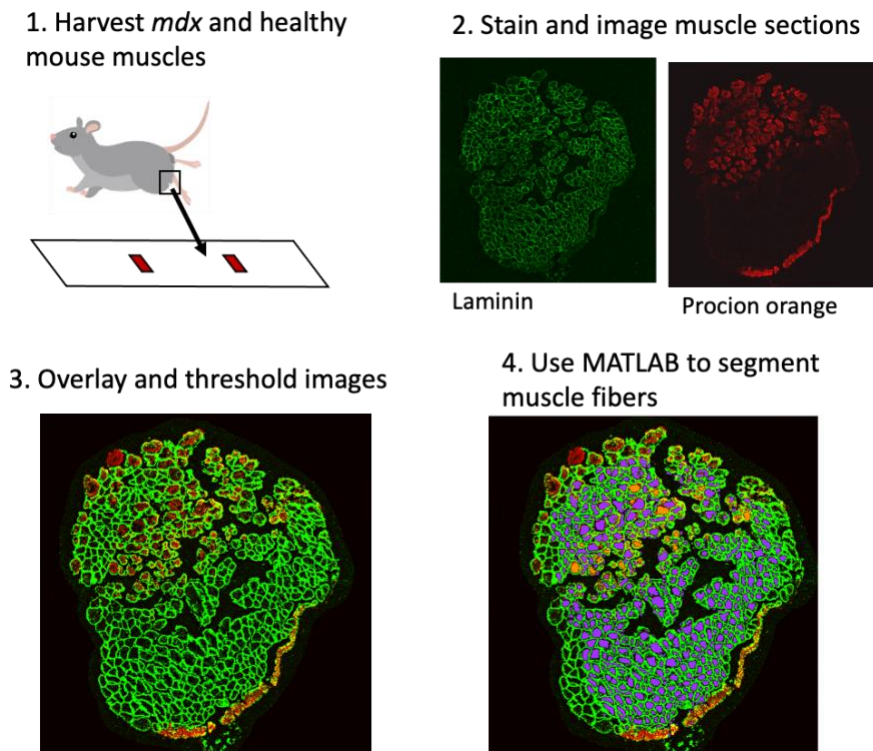 1. Harvest mdx and healthy
mouse muscles
2. Stain and image muscle sections
Laminin
Procion orange
3. Overlay and threshold images
4. Use MATLAB to segment
muscle fibers